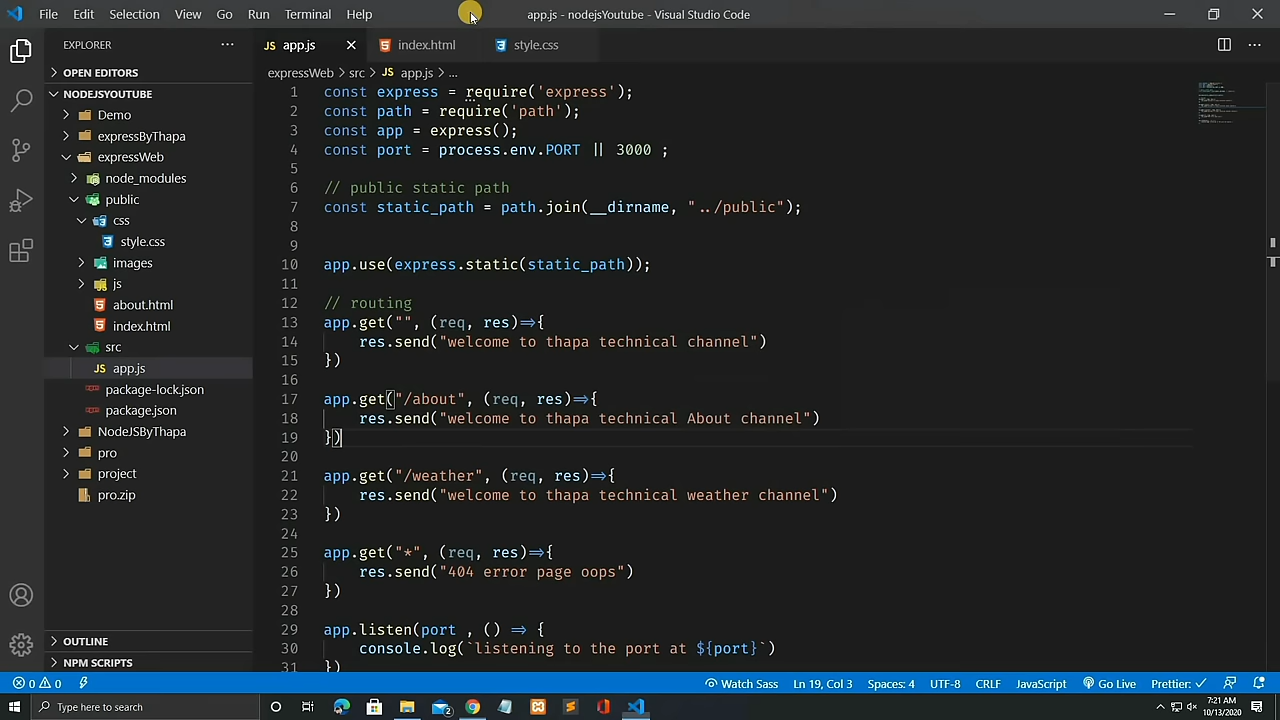 File Edit Selection View Go Run Terminal Help app.js - nodejsYoutube - Visual Studio Code
EXPLORER
OPEN EDITORS
NODEJSYOUTUBE
Demo
expressByThapa
expressWeb
node_modules
public
css
style.css
images
js
about.html
index.html
src
JS app.js
package-lock.json
package.json
NodeJSByThapa
pro
project
pro.zip
OUTLINE
NPM SCRIPTS
JS app.js index.html style.css
expressWeb > src > JS app.js > ...
1 const express = require('express');
2 const path = require('path');
3 const app = express();
4 const port = process.env.PORT || 3000 ;
5
6 // public static path
7 const static_path = path.join(__dirname, "../public");
8
9
10 app.use(express.static(static_path));
11
12 // routing
13 app.get("", (req, res)=>{
14 res.send("welcome to thapa technical channel")
15 })
16
17 app.get("/about", (req, res)=>{
18 res.send("welcome to thapa technical About channel")
19 })
20
21 app.get("/weather", (req, res)=>{
22 res.send("welcome to thapa technical weather channel")
23 })
24
25 app.get("*", (req, res)=>{
26 res.send("404 error page oops")
27 })
28
29 app.listen(port , () => {
30 console.log(`listening to the port at ${port}`)
31 })
0 0 Watch Sass Ln 19, Col 3 Spaces: 4 UTF-8 CRLF JavaScript Go Live Prettier: ✓
Type here to search
7:21 AM
10/13/2020